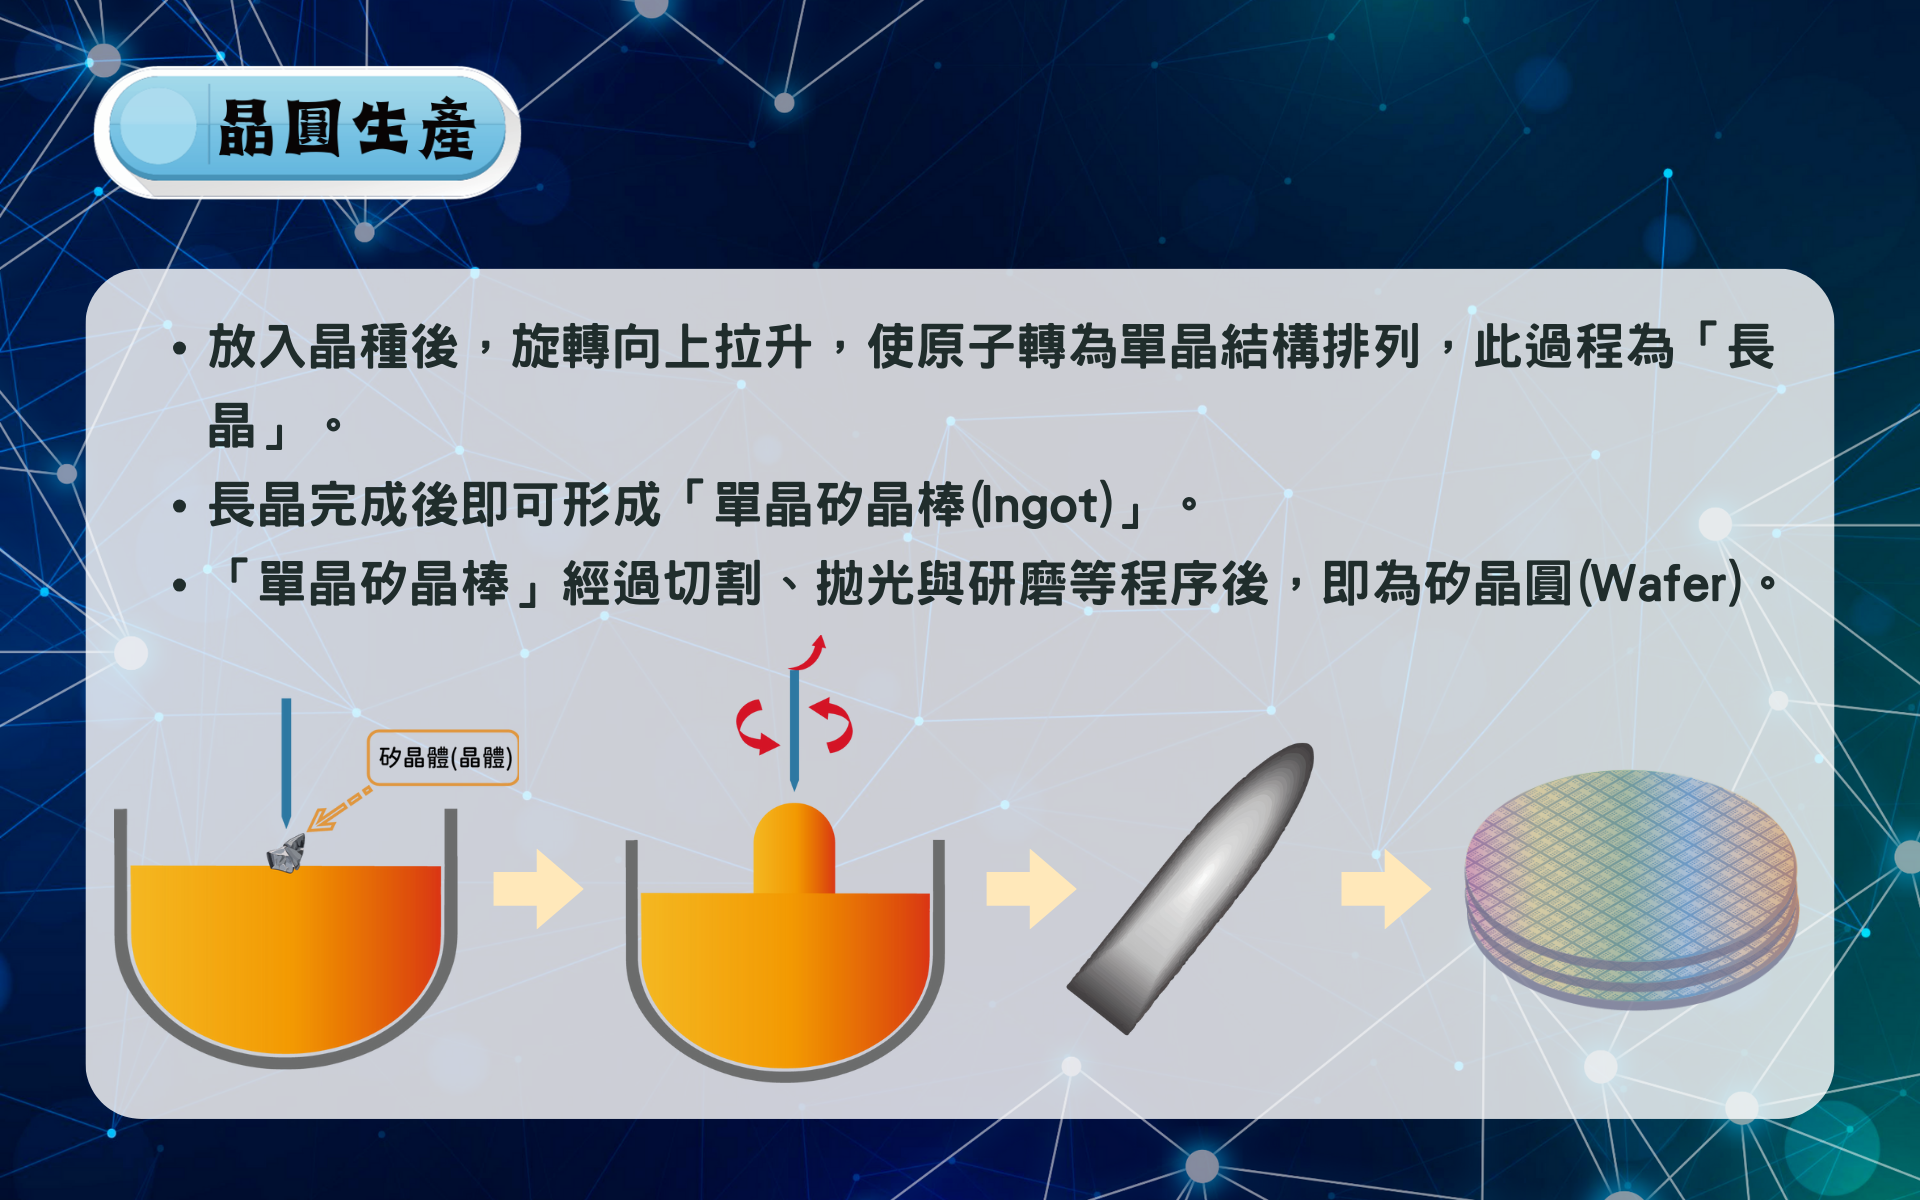 晶圓生產
放入晶種後，旋轉向上拉升，使原子轉為單晶結構排列，此過程為「長
晶」。
長晶完成後即可形成「單晶矽晶棒(Ingot)」。
「單晶矽晶棒」經過切割、拋光與研磨等程序後，即為矽晶圓(Wafer)。
矽晶體(晶體)